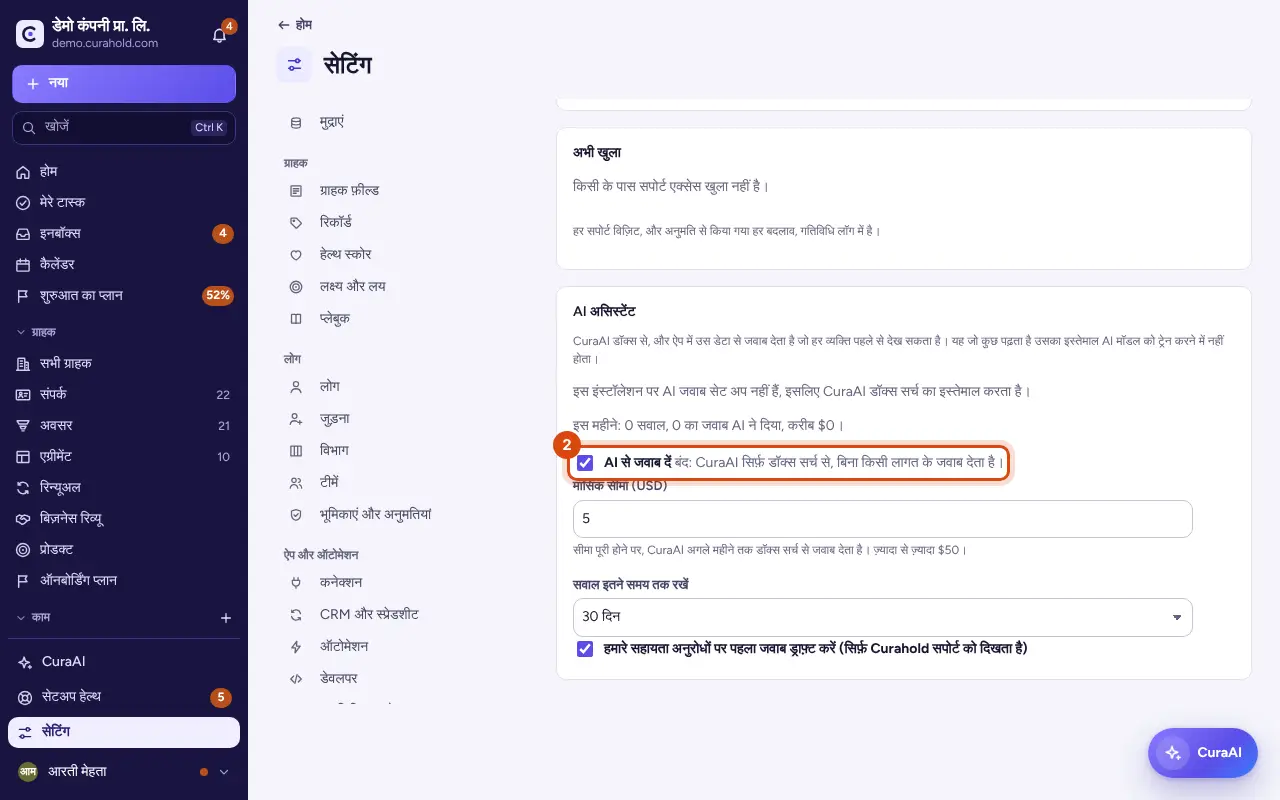 डेमो कंपनी प्रा. लि.
demo.curahold.com
4
नया
खोजें
Ctrl K
होम
मेरे टास्क
इनबॉक्स
4
कैलेंडर
शुरुआत का प्लान
52%
ग्राहक
सभी ग्राहक
संपर्क
22
अवसर
21
एग्रीमेंट
10
रिन्यूअल
बिज़नेस रिव्यू
प्रोडक्ट
ऑनबोर्डिंग प्लान
काम
CuraAI
सेटअप हेल्थ
5
सेटिंग
आम
आरती मेहता
होम
सेटिंग
मुद्राएं
ग्राहक
ग्राहक फ़ील्ड
रिकॉर्ड
हेल्थ स्कोर
लक्ष्य और लय
प्लेबुक
लोग
लोग
जुड़ना
विभाग
टीमें
भूमिकाएं और अनुमतियां
ऐप और ऑटोमेशन
कनेक्शन
CRM और स्प्रेडशीट
ऑटोमेशन
डेवलपर
अभी खुला
किसी के पास सपोर्ट एक्सेस खुला नहीं है।
हर सपोर्ट विज़िट, और अनुमति से किया गया हर बदलाव, गतिविधि लॉग में है।
AI असिस्टेंट
CuraAI डॉक्स से, और ऐप में उस डेटा से जवाब देता है जो हर व्यक्ति पहले से देख सकता है। यह जो कुछ पढ़ता है उसका इस्तेमाल AI मॉडल को ट्रेन करने में नहीं
होता।
इस इंस्टॉलेशन पर AI जवाब सेट अप नहीं हैं, इसलिए CuraAI डॉक्स सर्च का इस्तेमाल करता है।
इस महीने: 0 सवाल, 0 का जवाब AI ने दिया, करीब $0।
2
AI से जवाब दें बंद: CuraAI सिर्फ़ डॉक्स सर्च से, बिना किसी लागत के जवाब देता है।
मासिक सीमा (USD)
5
सीमा पूरी होने पर, CuraAI अगले महीने तक डॉक्स सर्च से जवाब देता है। ज़्यादा से ज़्यादा $50।
सवाल इतने समय तक रखें
30 दिन
हमारे सहायता अनुरोधों पर पहला जवाब ड्राफ़्ट करें (सिर्फ़ Curahold सपोर्ट को दिखता है)
CuraAI